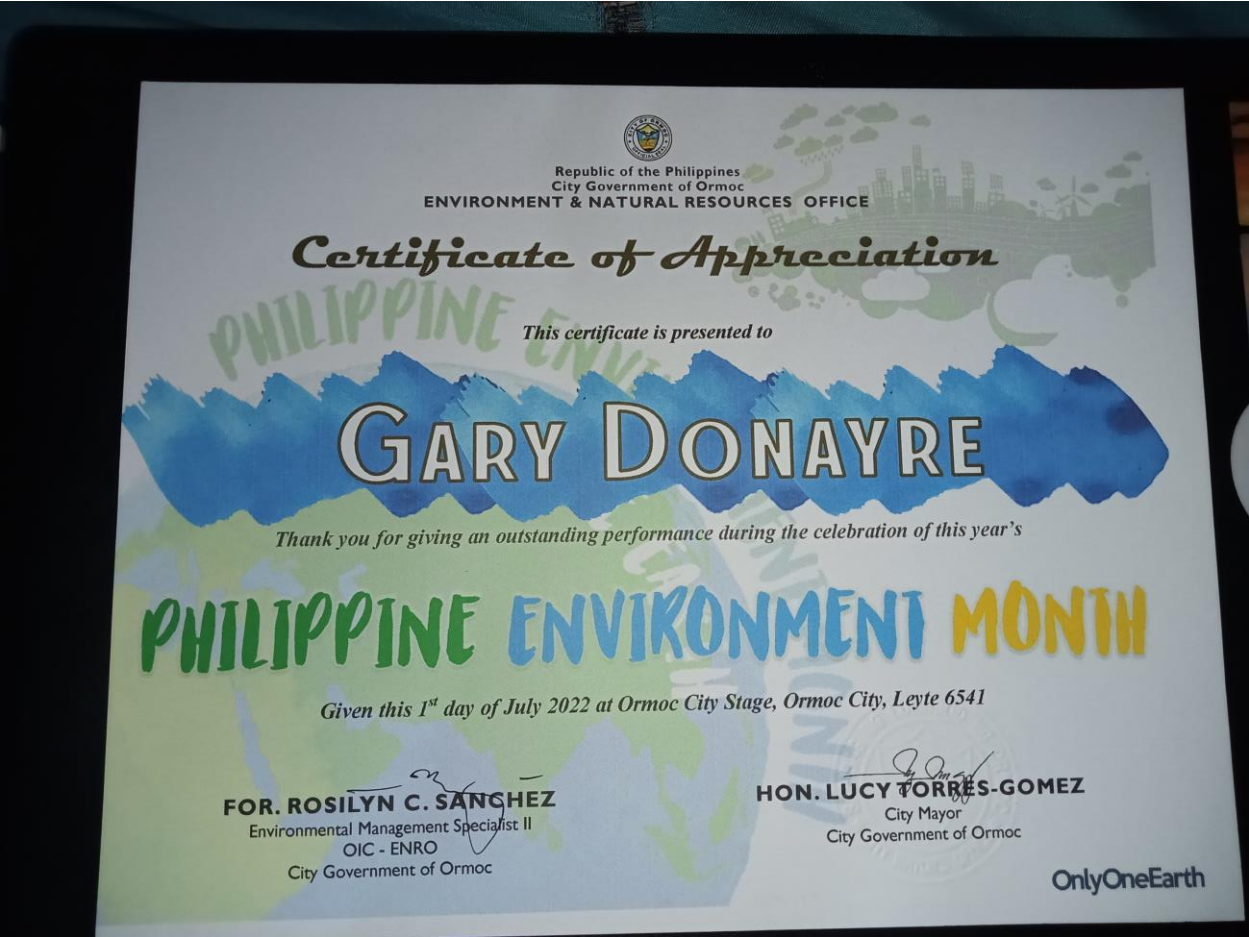 Republic of the Philippines
City Government of Ormoc
ENVIRONMENT & NATURAL RESOURCES OFFICE
Certificate of Appreciation
This certificate is presented to
GARY DONAYRE
Thank you for giving an outstanding performance during the celebration of this year's
PHILIPPINE ENVIRONMENT MONTH
Given this 1st day of July 2022 at Ormoc City Stage, Ormoc City, Leyte 6541
FOR. ROSILYN C. SANCHEZ
Environmental Management Specialist II
OIC - ENRO
City Government of Ormoc
HON. LUCY TORRES-GOMEZ
City Mayor
City Government of Ormoc
OnlyOneEarth